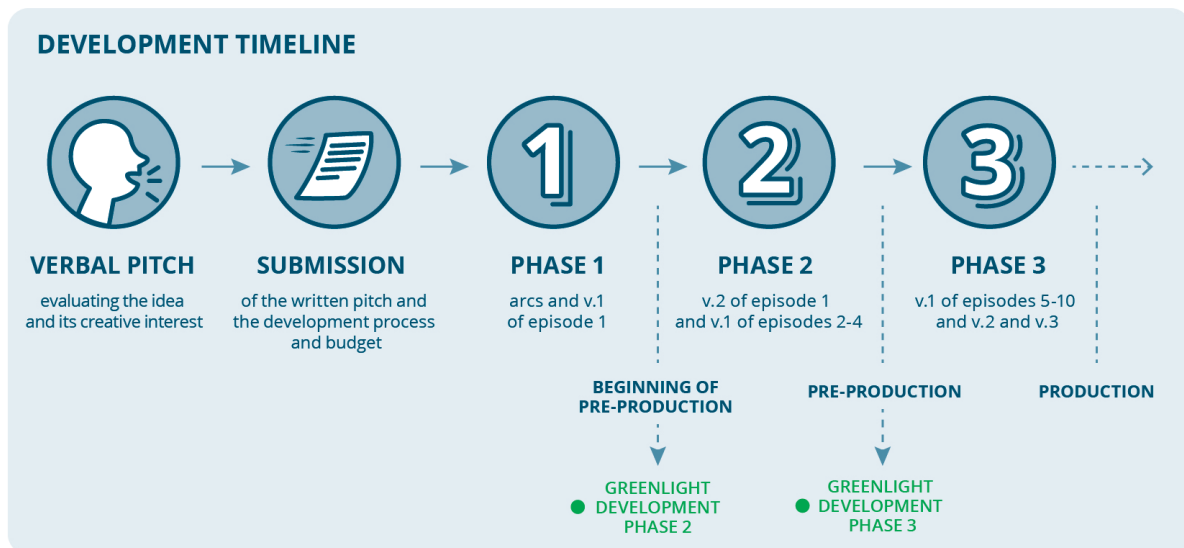 DEVELOPMENT TIMELINE
1
2
3
VERBAL PITCH
evaluating the idea
and its creative interest
SUBMISSION
of the written pitch and
the development process
and budget
PHASE 1
arcs and v.1
of episode 1
PHASE 2
v.2 of episode 1
and v.1 of episodes 2-4
PHASE 3
v.1 of episodes 5-10
and v.2 and v.3
BEGINNING OF
PRE-PRODUCTION
PRE-PRODUCTION
PRODUCTION
GREENLIGHT
DEVELOPMENT
PHASE 2
GREENLIGHT
DEVELOPMENT
PHASE 3